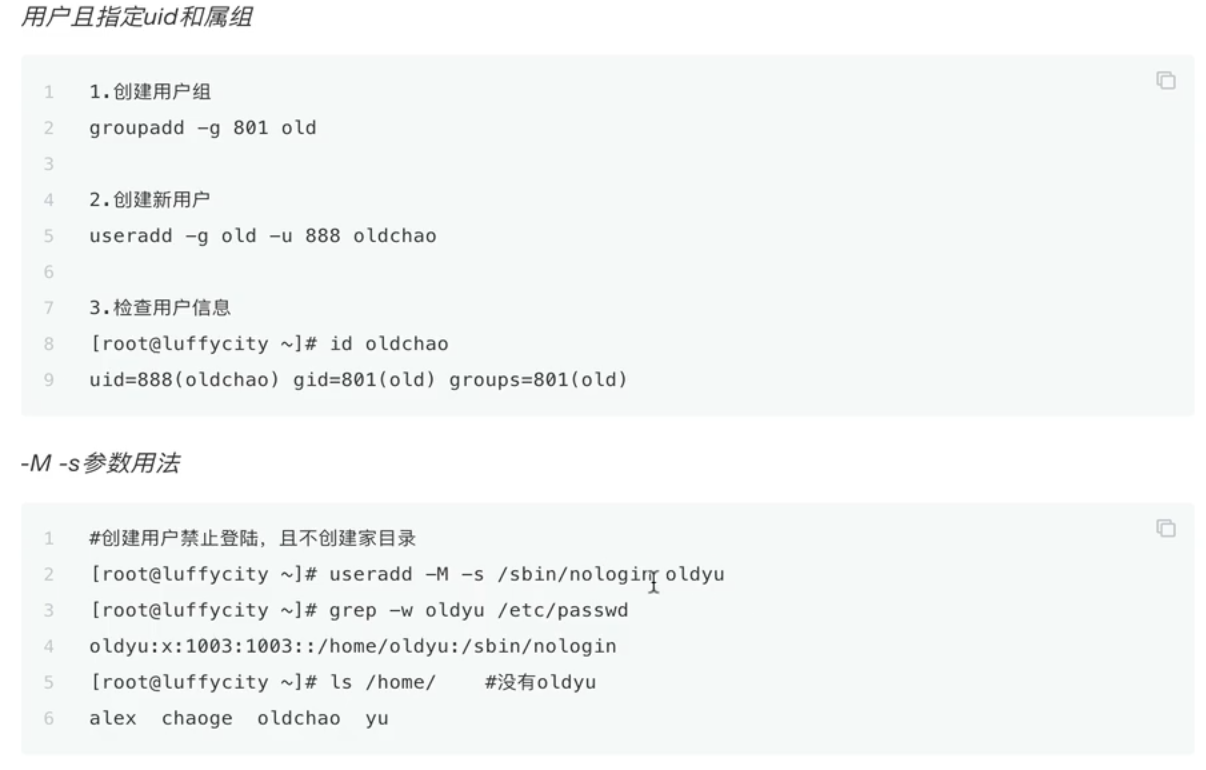 用户且指定uid和属组
1 1.创建用户组
2 groupadd -g 801 old
3
4 2.创建新用户
5 useradd -g old -u 888 oldchao
6
7 3.检查用户信息
8 [root@luffycity ~]# id oldchao
9 uid=888(oldchao) gid=801(old) groups=801(old)
-M -s参数用法
1 #创建用户禁止登陆，且不创建家目录
2 [root@luffycity ~]# useradd -M -s /sbin/nologin oldyu
3 [root@luffycity ~]# grep -w oldyu /etc/passwd
4 oldyu:x:1003:1003::/home/oldyu:/sbin/nologin
5 [root@luffycity ~]# ls /home/    #没有oldyu
6 alex  chaoge  oldchao  yu